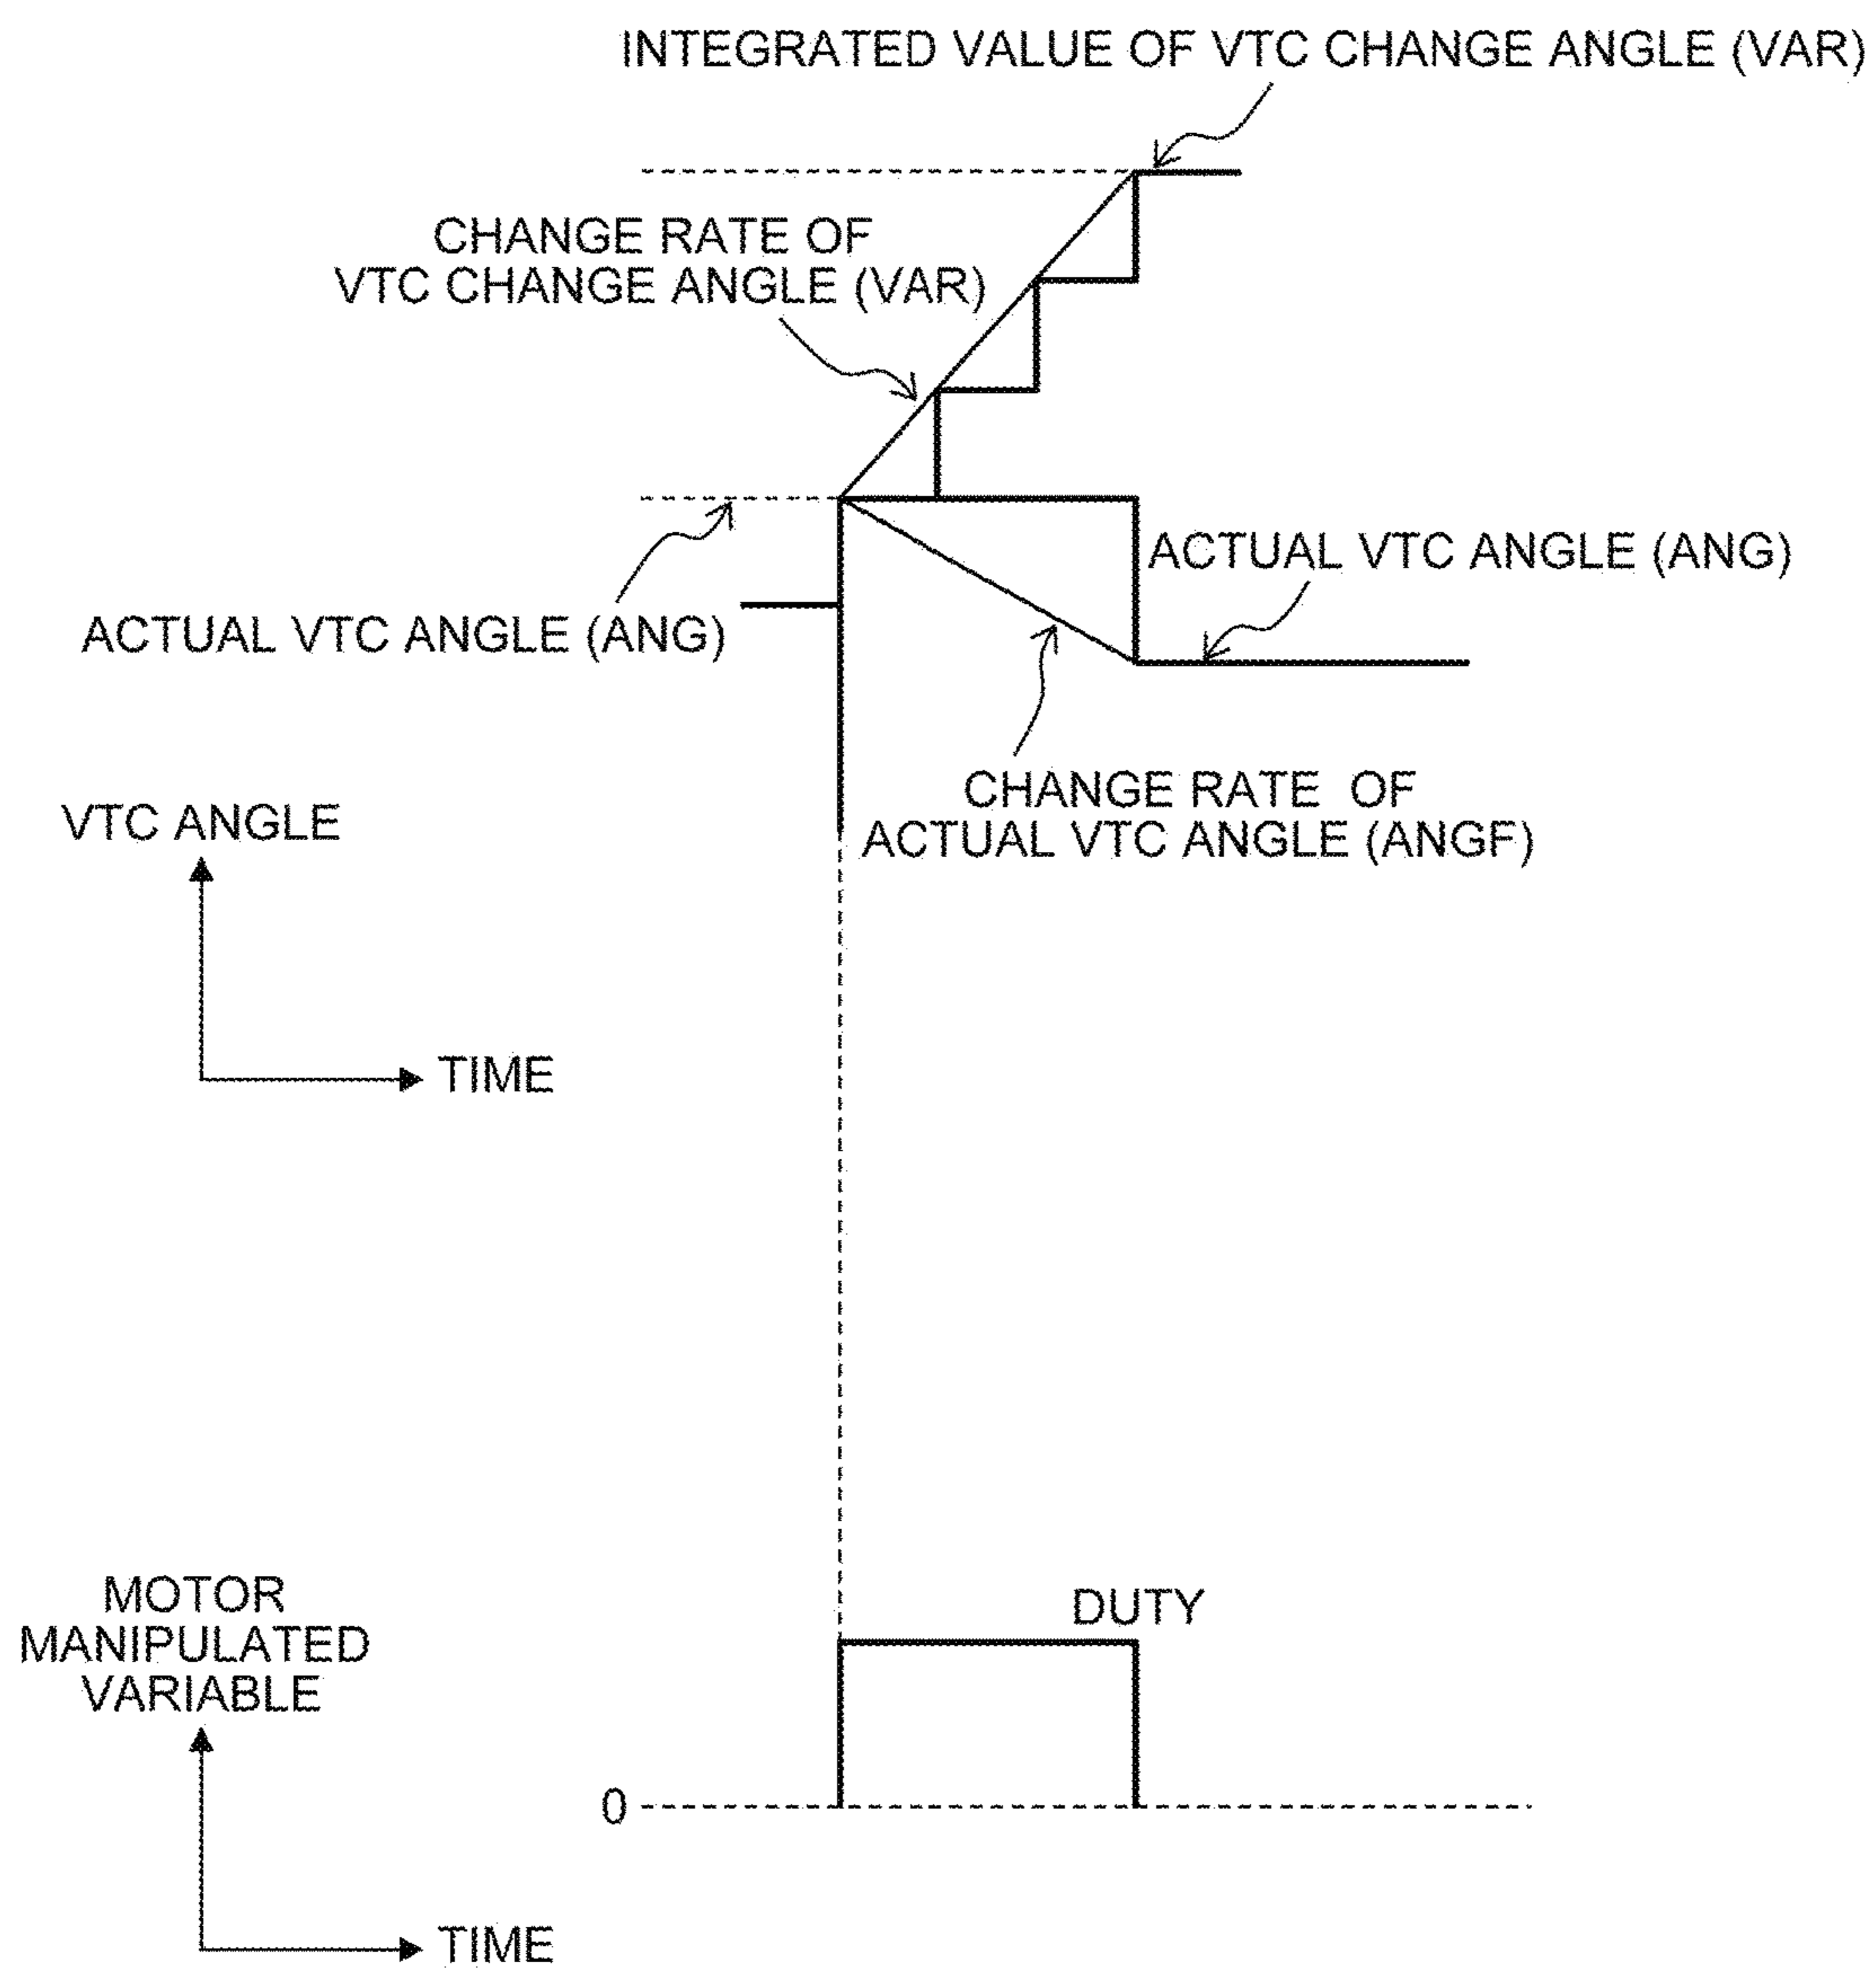 INTEGRATED VALUE OF VTC CHANGE ANGLE (VAR)
CHANGE RATE OF
VTC CHANGE ANGLE (VAR)
ACTUAL VTC ANGLE (ANG)
ACTUAL VTC ANGLE (ANG)
CHANGE RATE OF
ACTUAL VTC ANGLE (ANGF)
VTC ANGLE
TIME
MOTOR
MANIPULATED
VARIABLE
DUTY
0
TIME